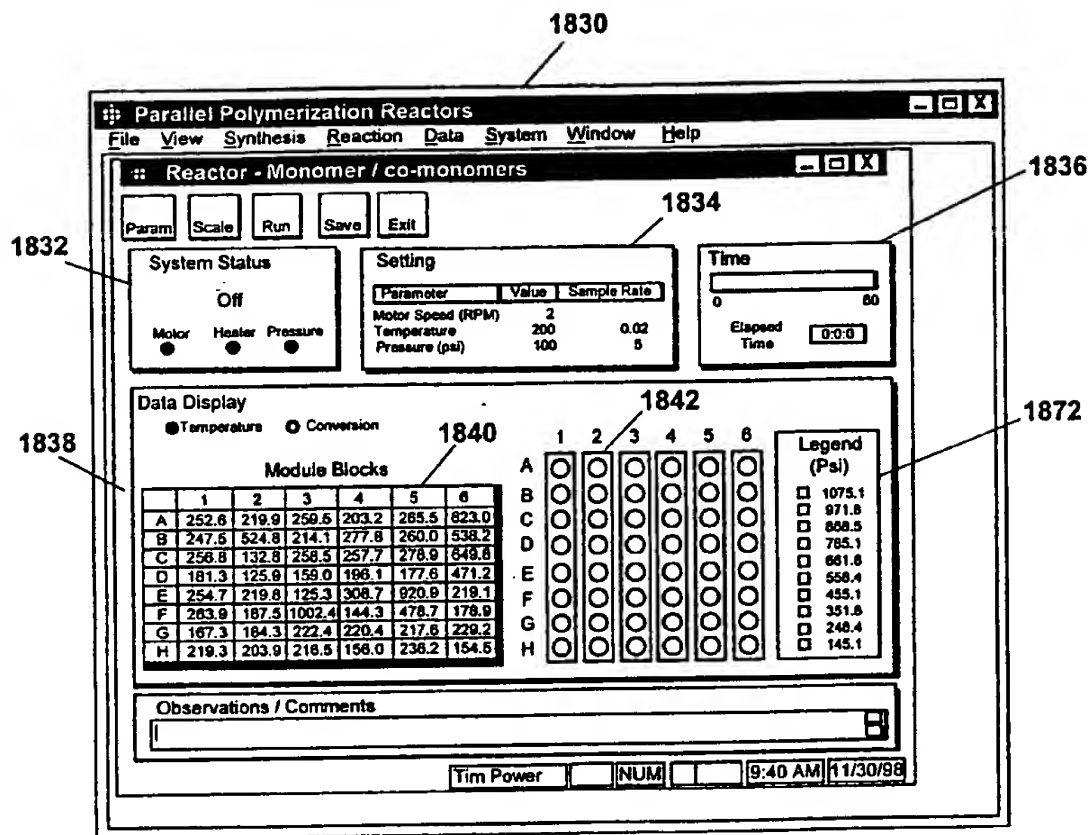 1830
Parallel Polymerization Reactors
File View Synthesis Reaction Data System Window Help
Reactor - Monomer / co-monomers
1836
Param Scale Run Save Exit
1834
1832
System Status
Off
Motor Heater Pressure
Setting
Parameter Value Sample Rate
Motor Speed (RPM) 2
Temperature 200 0.02
Pressure (psi) 100 5
Time
0 60
Elapsed Time 0:0:0
Data Display
1842
1872
Temperature Conversion
1840
1838
Module Blocks
1 2 3 4 5 6
A 252.6 219.9 259.5 203.2 265.5 623.0
B 247.5 524.8 214.1 277.8 260.0 538.2
C 256.8 132.8 258.5 257.7 278.9 649.8
D 181.3 125.9 159.0 196.1 177.6 471.2
E 254.7 219.8 125.3 308.7 920.9 219.1
F 263.9 187.5 1002.4 144.3 478.7 178.9
G 167.3 184.3 222.4 220.4 217.6 229.2
H 219.3 203.9 216.5 156.0 236.2 154.5
1 2 3 4 5 6
A
B
C
D
E
F
G
H
Legend
(Psi)
1075.1
971.8
868.5
765.1
661.8
558.4
455.1
351.8
248.4
145.1
Observations / Comments
Tim Power NUM 9:40 AM 11/30/98